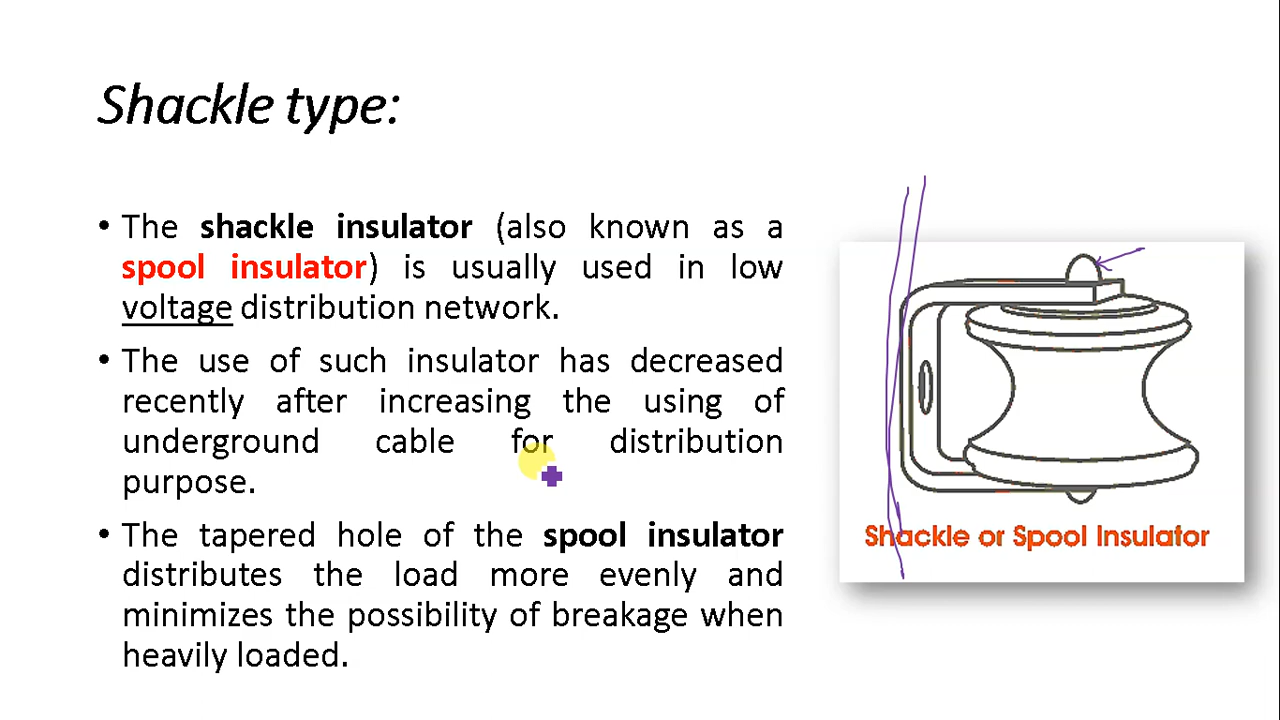 Shackle type:
• The shackle insulator (also known as a
spool insulator) is usually used in low
voltage distribution network.
• The use of such insulator has decreased
recently after increasing the using of
underground cable for distribution
purpose.
• The tapered hole of the spool insulator
distributes the load more evenly and
minimizes the possibility of breakage when
heavily loaded.
Shackle or Spool Insulator